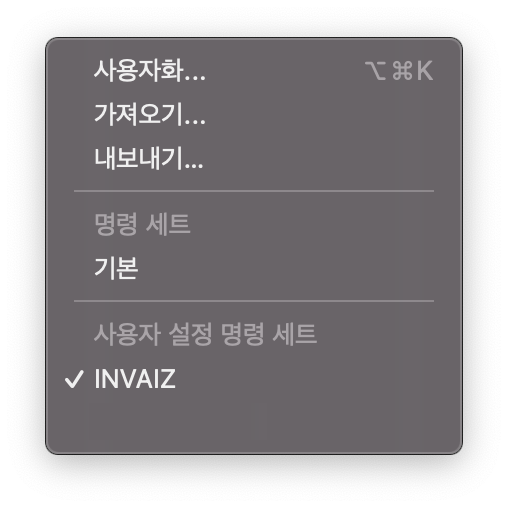 사용자화... ⌥⌘K
가져오기...
내보내기...
명령 세트
기본
사용자 설정 명령 세트
✓ INVAIZ